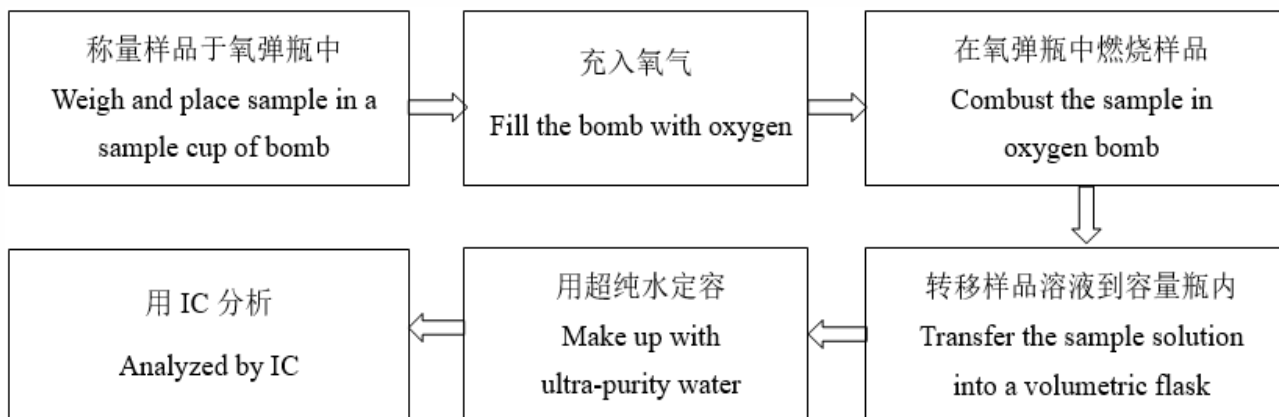 称量样品于氧弹瓶中
Weigh and place sample in a
sample cup of bomb
充入氧气
Fill the bomb with oxygen
在氧弹瓶中燃烧样品
Combust the sample in
oxygen bomb
转移样品溶液到容量瓶内
Transfer the sample solution
into a volumetric flask
用超纯水定容
Make up with
ultra-purity water
用 IC 分析
Analyzed by IC